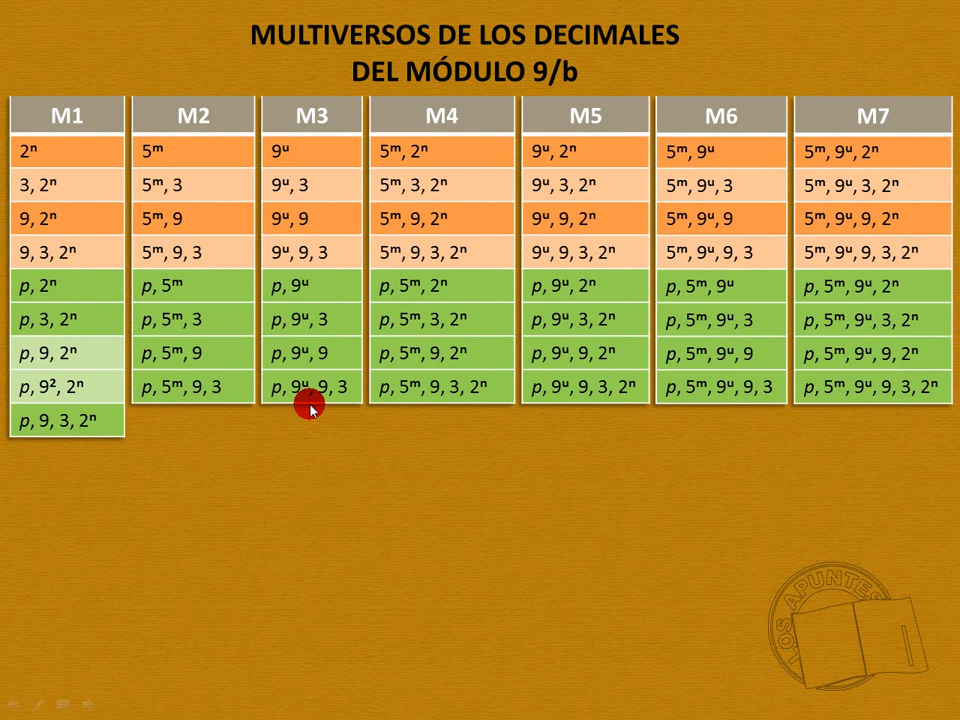 MULTIVERSOS DE LOS DECIMALES
DEL MÓDULO 9/b
M1 M2 M3 M4 M5 M6 M7
2ⁿ 5ᵐ 9ᵘ 5ᵐ, 2ⁿ 9ᵘ, 2ⁿ 5ᵐ, 9ᵘ 5ᵐ, 9ᵘ, 2ⁿ
3, 2ⁿ 5ᵐ, 3 9ᵘ, 3 5ᵐ, 3, 2ⁿ 9ᵘ, 3, 2ⁿ 5ᵐ, 9ᵘ, 3 5ᵐ, 9ᵘ, 3, 2ⁿ
9, 2ⁿ 5ᵐ, 9 9ᵘ, 9 5ᵐ, 9, 2ⁿ 9ᵘ, 9, 2ⁿ 5ᵐ, 9ᵘ, 9 5ᵐ, 9ᵘ, 9, 2ⁿ
9, 3, 2ⁿ 5ᵐ, 9, 3 9ᵘ, 9, 3 5ᵐ, 9, 3, 2ⁿ 9ᵘ, 9, 3, 2ⁿ 5ᵐ, 9ᵘ, 9, 3 5ᵐ, 9ᵘ, 9, 3, 2ⁿ
p, 2ⁿ p, 5ᵐ p, 9ᵘ p, 5ᵐ, 2ⁿ p, 9ᵘ, 2ⁿ p, 5ᵐ, 9ᵘ p, 5ᵐ, 9ᵘ, 2ⁿ
p, 3, 2ⁿ p, 5ᵐ, 3 p, 9ᵘ, 3 p, 5ᵐ, 3, 2ⁿ p, 9ᵘ, 3, 2ⁿ p, 5ᵐ, 9ᵘ, 3 p, 5ᵐ, 9ᵘ, 3, 2ⁿ
p, 9, 2ⁿ p, 5ᵐ, 9 p, 9ᵘ, 9 p, 5ᵐ, 9, 2ⁿ p, 9ᵘ, 9, 2ⁿ p, 5ᵐ, 9ᵘ, 9 p, 5ᵐ, 9ᵘ, 9, 2ⁿ
p, 9², 2ⁿ p, 5ᵐ, 9, 3 p, 9ᵘ, 9, 3 p, 5ᵐ, 9, 3, 2ⁿ p, 9ᵘ, 9, 3, 2ⁿ p, 5ᵐ, 9ᵘ, 9, 3 p, 5ᵐ, 9ᵘ, 9, 3, 2ⁿ
p, 9, 3, 2ⁿ
LOS APUNTES